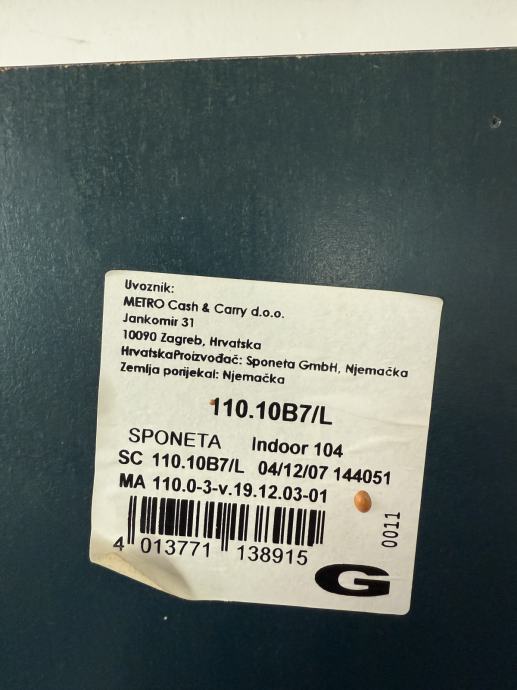 Uvoznik:
METRO Cash & Carry d.o.o.
Jankomir 31
10090 Zagreb, Hrvatska
HrvatskaProizvođač: Sponeta GmbH, Njemačka
Zemlja porijekal: Njemačka
110.10B7/L
SPONETA Indoor 104
SC 110.10B7/L 04/12/07 144051
MA 110.0-3-v.19.12.03-01
4 013771 138915
0011
G